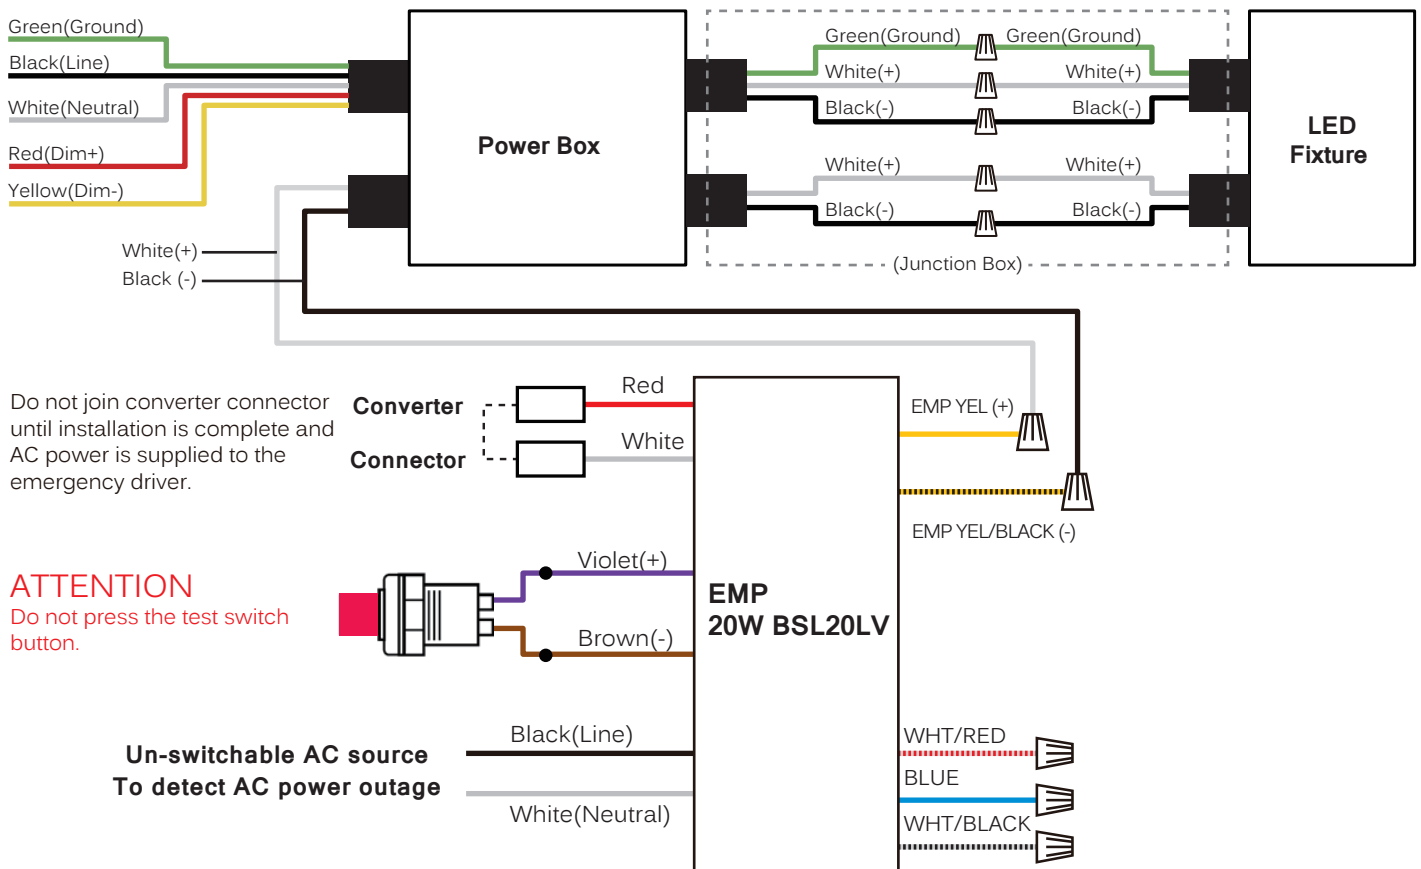 Green(Ground)
Black(Line)
White(Neutral)
Red(Dim+)
Yellow(Dim-)
White(+)
Black (-)
Power Box
Green(Ground) Green(Ground)
White(+) White(+)
Black(-) Black(-)
White(+) White(+)
Black(-) Black(-)
(Junction Box)
LED
Fixture
Do not join converter connector
until installation is complete and
AC power is supplied to the
emergency driver.
Converter
Connector
Red
White
EMP YEL (+)
EMP YEL/BLACK (-)
ATTENTION
Do not press the test switch
button.
Violet(+)
Brown(-)
EMP
20W BSL20LV
Un-switchable AC source
To detect AC power outage
Black(Line)
White(Neutral)
WHT/RED
BLUE
WHT/BLACK